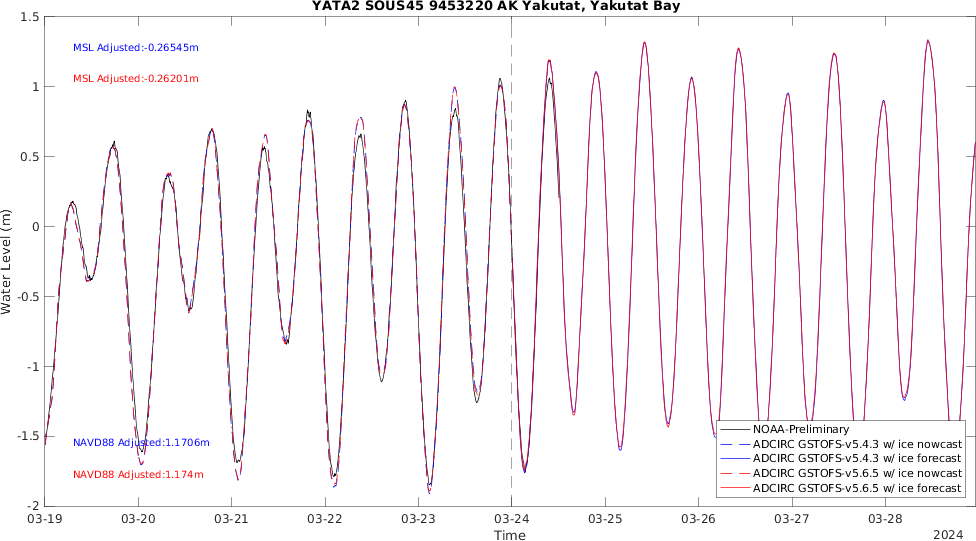 YATA2 SOUS45 9453220 AK Yakutat, Yakutat Bay
1.5
1
0.5
0
-0.5
-1
-1.5
-2
Water Level (m)
MSL Adjusted:-0.26545m
MSL Adjusted:-0.26201m
NAVD88 Adjusted:1.1706m
NAVD88 Adjusted:1.174m
NOAA-Preliminary
ADCIRC GSTOFS-v5.4.3 w/ ice nowcast
ADCIRC GSTOFS-v5.4.3 w/ ice forecast
ADCIRC GSTOFS-v5.6.5 w/ ice nowcast
ADCIRC GSTOFS-v5.6.5 w/ ice forecast
03-19 03-20 03-21 03-22 03-23 03-24 03-25 03-26 03-27 03-28
Time
2024